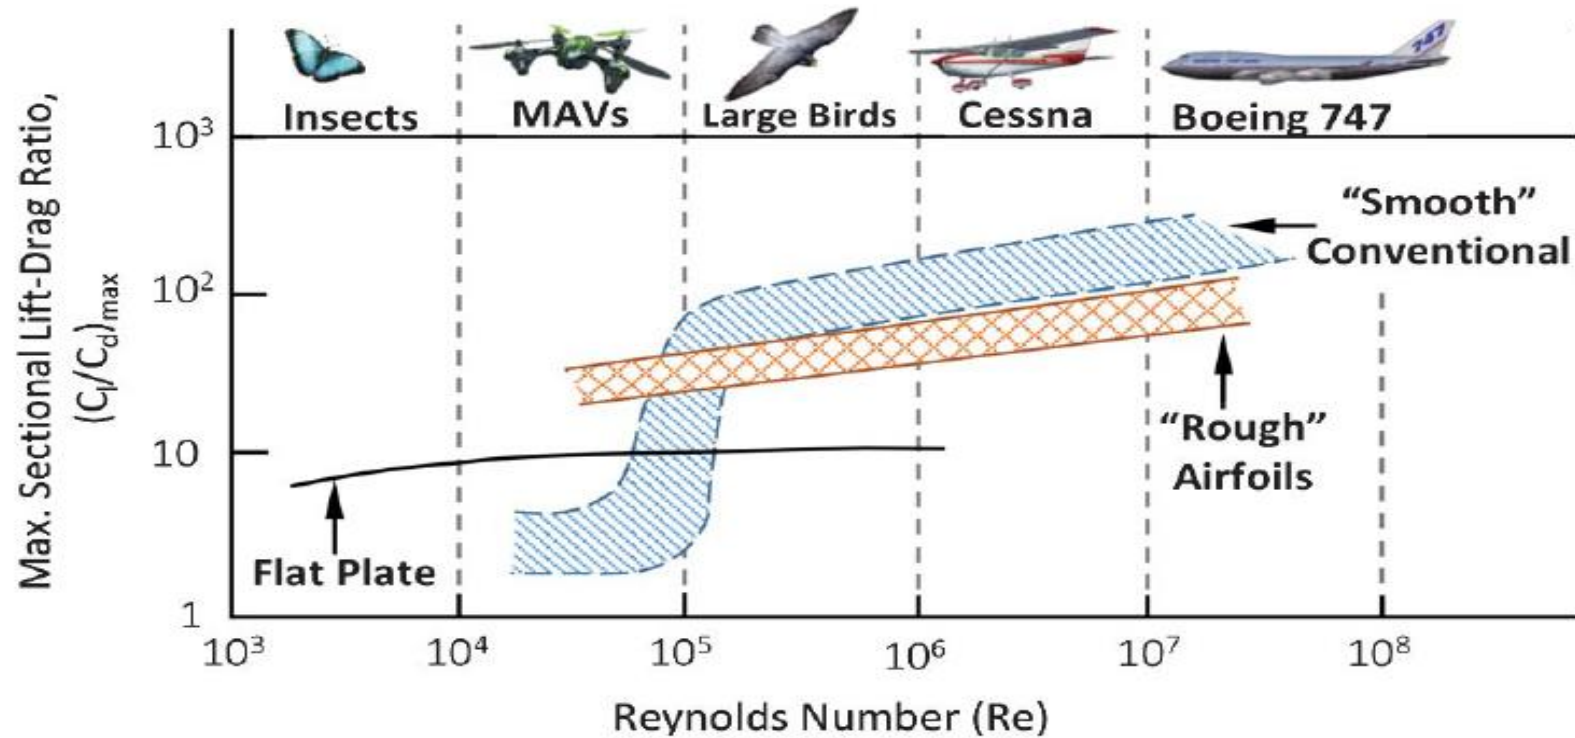 Insects
MAVs
Large Birds
Cessna
Boeing 747
747
Max. Sectional Lift-Drag Ratio,
(Cₗ/C_d)ₘₐₓ
10³
10²
10
1
"Smooth"
Conventional
"Rough"
Airfoils
Flat Plate
10³
10⁴
10⁵
10⁶
10⁷
10⁸
Reynolds Number (Re)